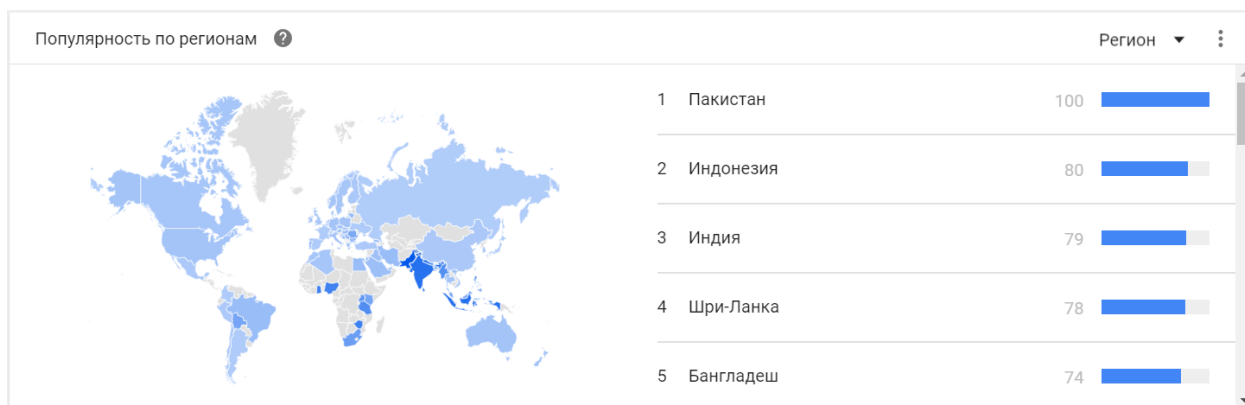 Популярность по регионам
Регион
1 Пакистан 100
2 Индонезия 80
3 Индия 79
4 Шри-Ланка 78
5 Бангладеш 74